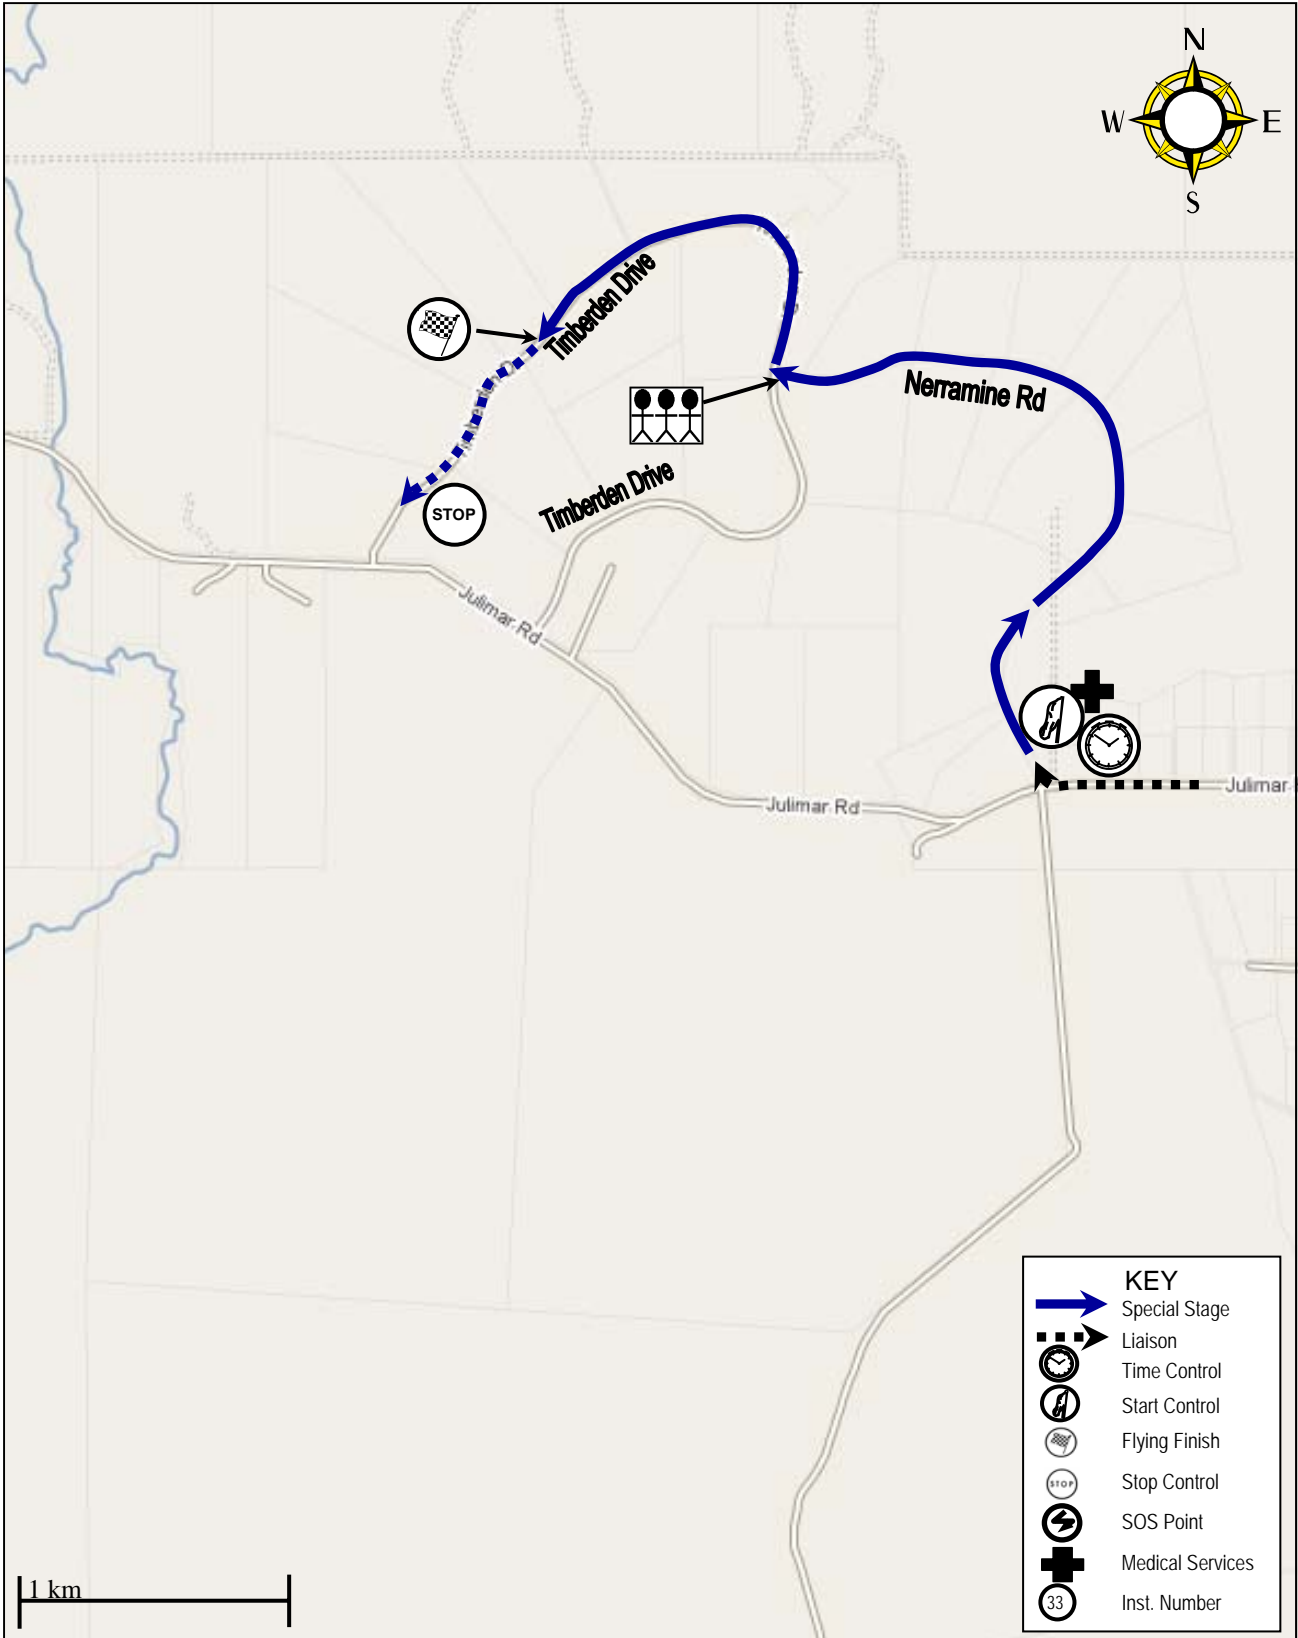 N
W
E
S
Timberden Drive
Nerramine Rd
Timberden Drive
STOP
Julimar Rd
Julimar Rd
Julimar
KEY
Special Stage
Liaison
Time Control
Start Control
Flying Finish
STOP
Stop Control
SOS Point
Medical Services
33
Inst. Number
1 km